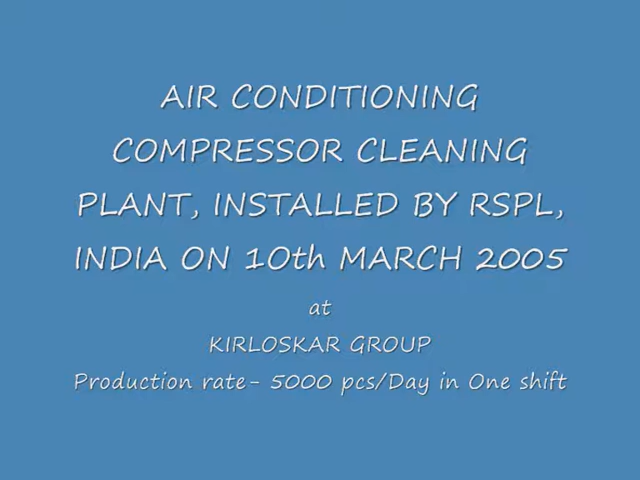 AIR CONDITIONING
COMPRESSOR CLEANING
PLANT, INSTALLED BY RSPL,
INDIA ON 10th MARCH 2005
at
KIRLOSKAR GROUP
Production rate- 5000 pcs/Day in One shift